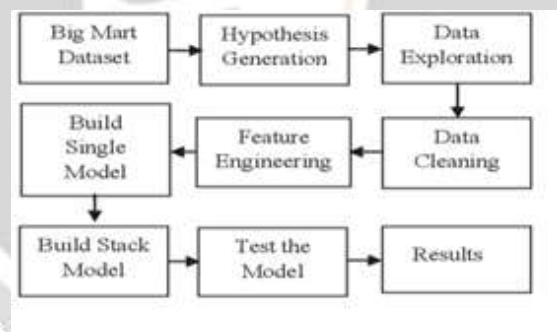 Big Mart
Dataset
Hypothesis
Generation
Data
Exploration
Data
Cleaning
Feature
Engineering
Build
Single
Model
Build Stack
Model
Test the
Model
Results